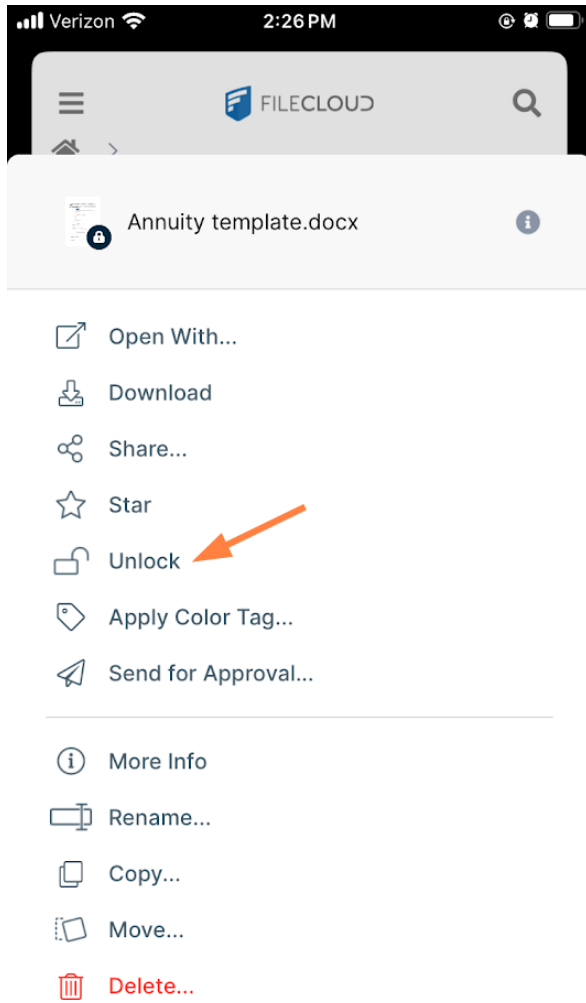 Verizon 2:26 PM
FILECLOUD
Annuity template.docx
Open With...
Download
Share...
Star
Unlock
Apply Color Tag...
Send for Approval...
More Info
Rename...
Copy...
Move...
Delete...